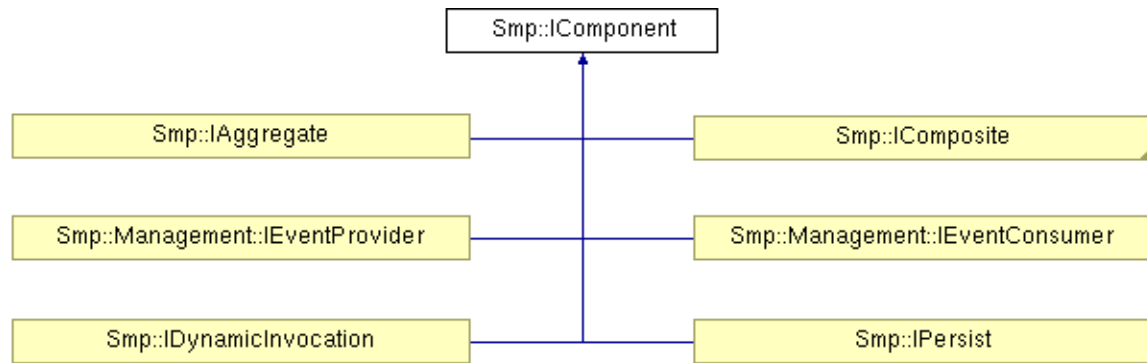 Smp::IComponent
Smp::IAggregate
Smp::IComposite
Smp::Management::IEventProvider
Smp::Management::IEventConsumer
Smp::IDynamicInvocation
Smp::IPersist